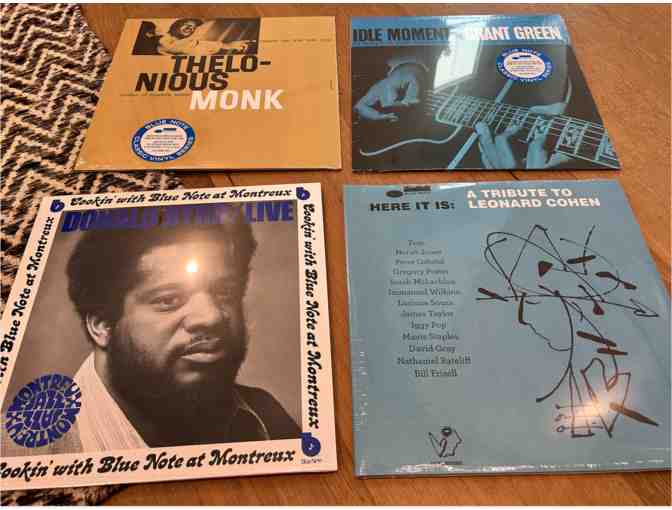 THELO-
NIOUS
MONK
BLUE NOTE
CLASSIC VINYL SERIES
IDLE MOMENTS GRANT GREEN
BLUE NOTE
CLASSIC VINYL SERIES
Cookin' with Blue Note at Montreux
DONALD BYRD LIVE
Cookin' with Blue Note at Montreux
Cookin' with Blue Note at Montreux
MONTREUX
JAZZ
MONTREUX
Cookin' with Blue Note at Montreux
HERE IT IS:
A TRIBUTE TO
LEONARD COHEN
Norah Jones
Peter Gabriel
Gregory Porter
Sarah McLachlan
Immanuel Wilkins
Luciana Souza
James Taylor
Iggy Pop
Mavis Staples
David Gray
Nathaniel Rateliff
Bill Frisell